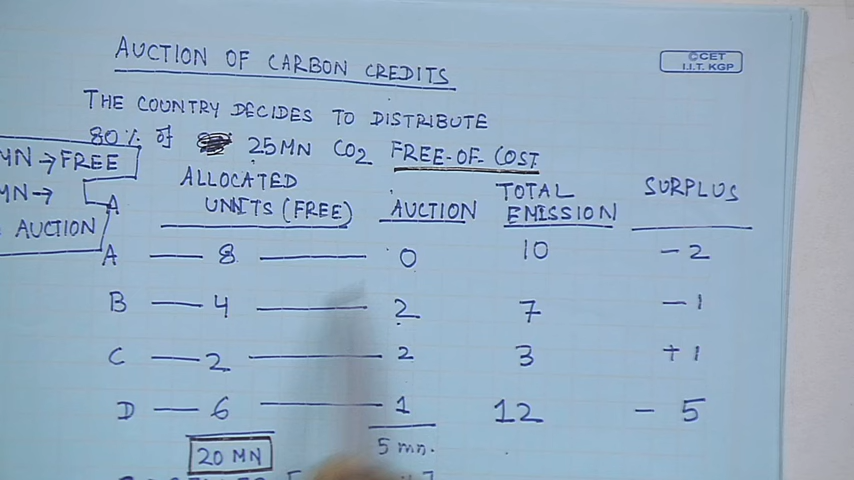 AUCTION OF CARBON CREDITS
©CET
I.I.T. KGP
THE COUNTRY DECIDES TO DISTRIBUTE
80% of 25MN CO2 FREE-OF-COST
MN → FREE
MN →
AUCTION
ALLOCATED UNITS (FREE) AUCTION TOTAL EMISSION SURPLUS
A — 8 — 0 10 - 2
B — 4 — 2 7 - 1
C — 2 — 2 3 + 1
D — 6 — 1 12 - 5
20 MN 5 mn.